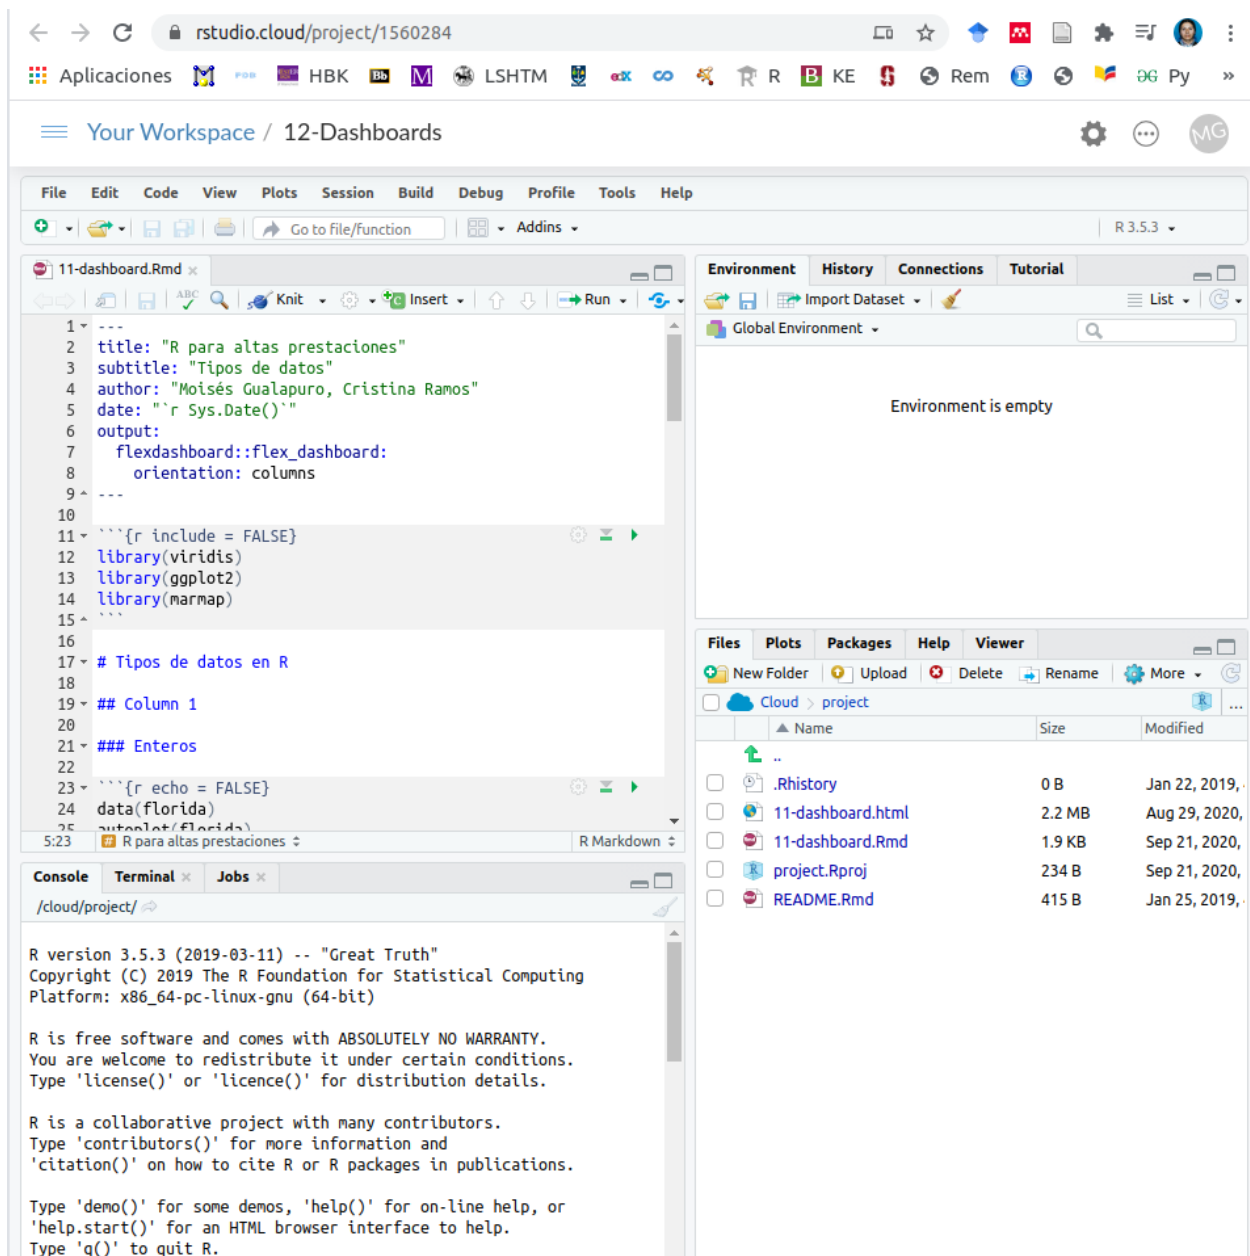 rstudio.cloud/project/1560284
Aplicaciones POB HBK Bb M LSHTM edX R B KE Rem R DG Py »
Your Workspace / 12-Dashboards MG
File Edit Code View Plots Session Build Debug Profile Tools Help
Go to file/function Addins R 3.5.3
11-dashboard.Rmd ×
ABC Knit Insert Run
1 ---
2 title: "R para altas prestaciones"
3 subtitle: "Tipos de datos"
4 author: "Moisés Gualapuro, Cristina Ramos"
5 date: "`r Sys.Date()`"
6 output:
7 flexdashboard::flex_dashboard:
8 orientation: columns
9 ---
10
11 ```{r include = FALSE}
12 library(viridis)
13 library(ggplot2)
14 library(marmap)
15 ```
16
17 # Tipos de datos en R
18
19 ## Column 1
20
21 ### Enteros
22
23 ```{r echo = FALSE}
24 data(florida)
25 autoplot(florida)
5:23 # R para altas prestaciones R Markdown
Console Terminal × Jobs ×
/cloud/project/
R version 3.5.3 (2019-03-11) -- "Great Truth"
Copyright (C) 2019 The R Foundation for Statistical Computing
Platform: x86_64-pc-linux-gnu (64-bit)
R is free software and comes with ABSOLUTELY NO WARRANTY.
You are welcome to redistribute it under certain conditions.
Type 'license()' or 'licence()' for distribution details.
R is a collaborative project with many contributors.
Type 'contributors()' for more information and
'citation()' on how to cite R or R packages in publications.
Type 'demo()' for some demos, 'help()' for on-line help, or
'help.start()' for an HTML browser interface to help.
Type 'q()' to quit R.
Environment History Connections Tutorial
Import Dataset List
Global Environment
Environment is empty
Files Plots Packages Help Viewer
New Folder Upload Delete Rename More
Cloud > project R ...
Name Size Modified
..
.Rhistory 0 B Jan 22, 2019,
11-dashboard.html 2.2 MB Aug 29, 2020,
11-dashboard.Rmd 1.9 KB Sep 21, 2020,
project.Rproj 234 B Sep 21, 2020,
README.Rmd 415 B Jan 25, 2019,